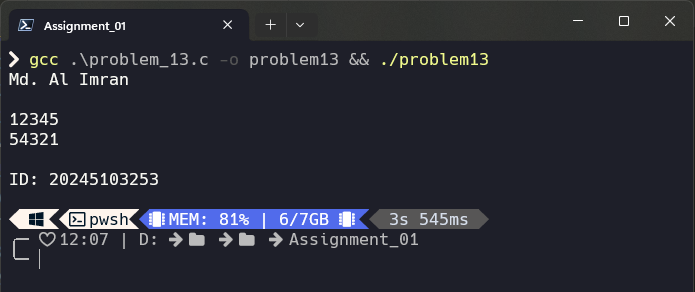 Assignment_01
❯ gcc .\problem_13.c -o problem13 && ./problem13
Md. Al Imran
12345
54321
ID: 20245103253
pwsh MEM: 81% | 6/7GB 3s 545ms
♡12:07 | D: ➔ ➔ ➔Assignment_01